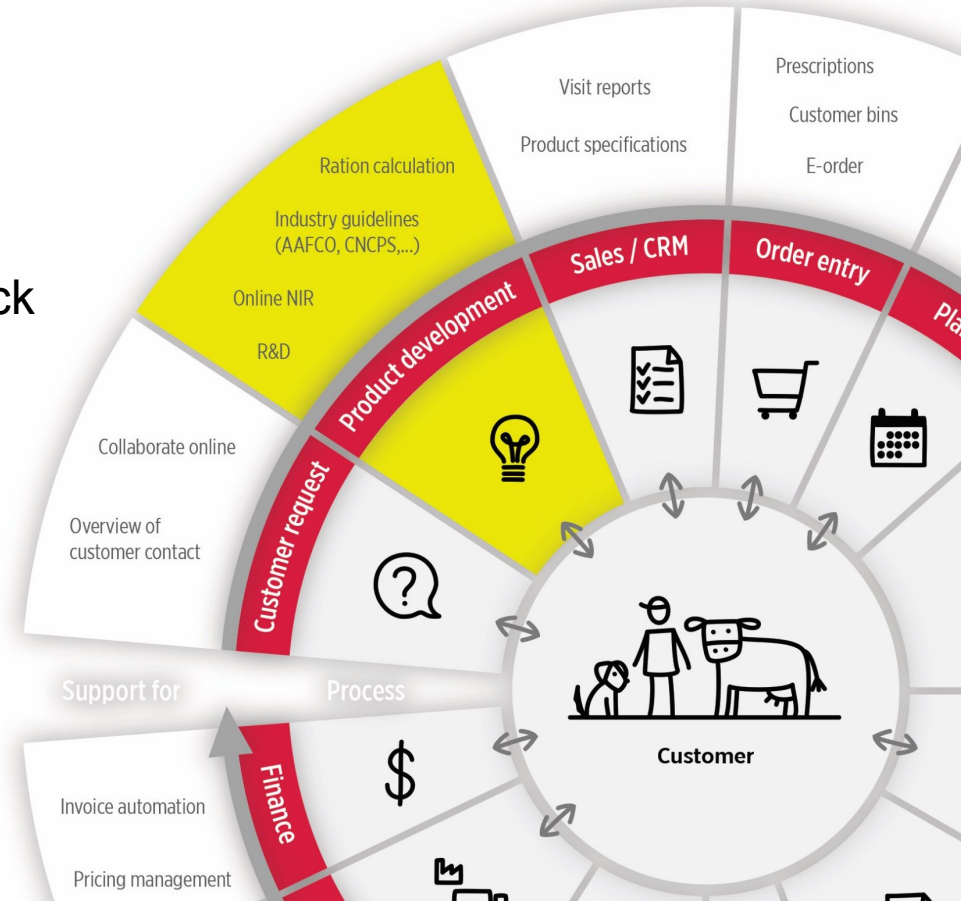 Prescriptions
Visit reports
Customer bins
Product specifications
E-order
Ration calculation
Industry guidelines
(AAFCO, CNCPS,...)
Online NIR
R&D
Collaborate online
Overview of
customer contact
Sales / CRM
Order entry
Product development
Customer request
Support for
Process
Customer
Finance
Invoice automation
Pricing management